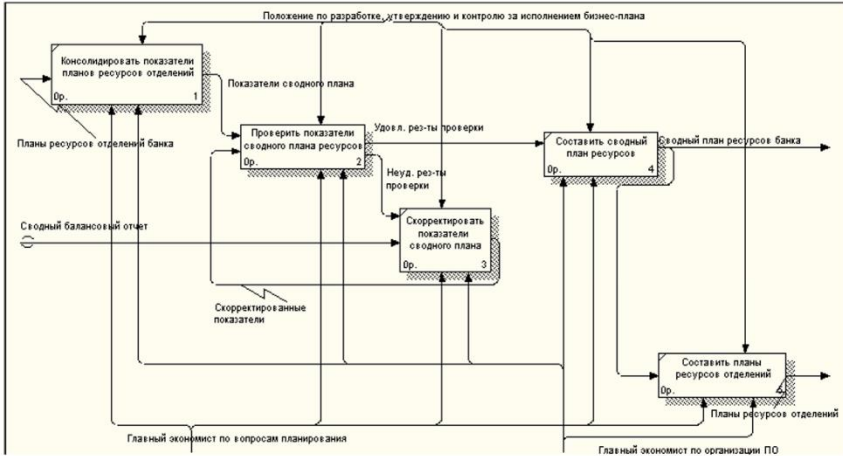 Положение по разработке, утверждению и контролю за исполнением бизнес-плана
Консолидировать показатели
планов ресурсов отделений
0р. 1
Показатели сводного плана
Планы ресурсов отделений банка
Проверить показатели
сводного плана ресурсов
0р. 2
Удовл. рез-ты проверки
Составить сводный
план ресурсов
0р. 4
Сводный план ресурсов банка
Неуд. рез-ты
проверки
Сводный балансовый отчет
Скорректировать
показатели
сводного плана
0р. 3
Скорректированные
показатели
Составить планы
ресурсов отделений
0р. 5
Планы ресурсов отделений
Главный экономист по вопросам планирования
Главный экономист по организации ПО